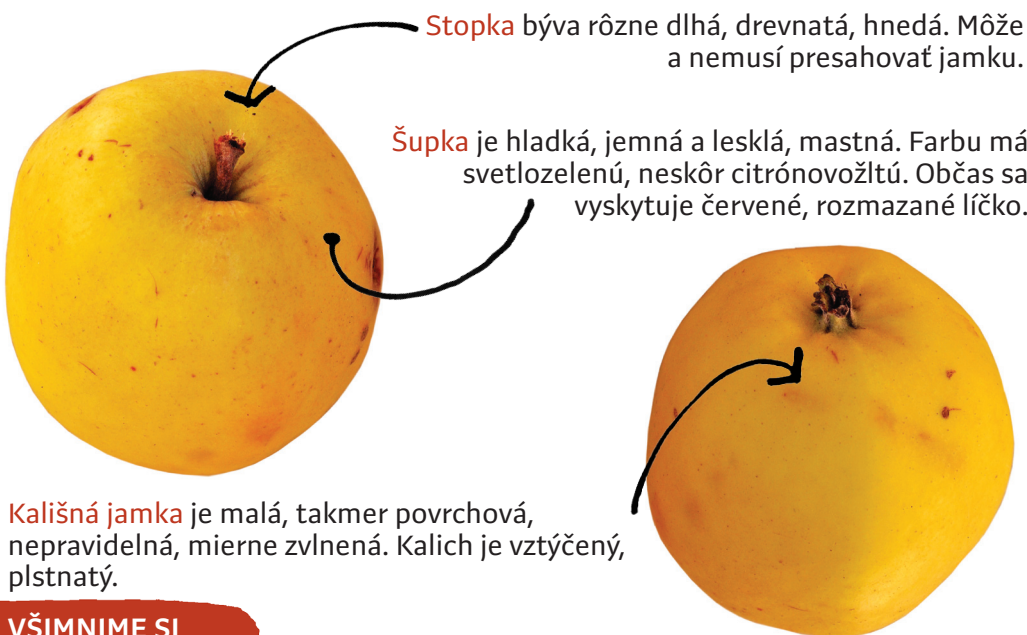 Stopka býva rôzne dlhá, drevnatá, hnedá. Môže
a nemusí presahovať jamku.
Šupka je hladká, jemná a lesklá, mastná. Farbu má
svetlozelenú, neskôr citrónovožltú. Občas sa
vyskytuje červené, rozmazané líčko.
Kališná jamka je malá, takmer povrchová,
nepravidelná, mierne zvlnená. Kalich je vztýčený,
plstnatý.
VŠIMNIME SI